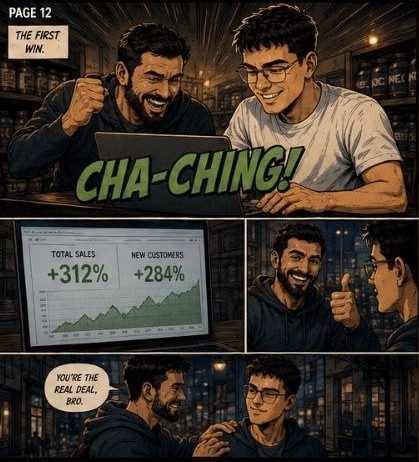 PAGE 12
THE FIRST
WIN.
CHA-CHING!
TOTAL SALES
+312%
NEW CUSTOMERS
+284%
YOU'RE THE
REAL DEAL,
BRO.